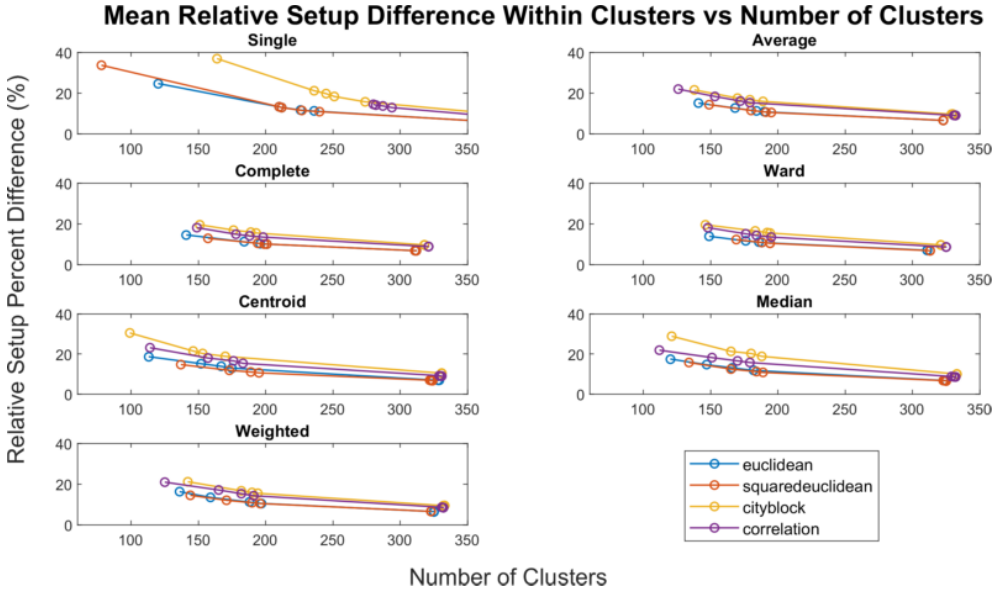 Mean Relative Setup Difference Within Clusters vs Number of Clusters
Relative Setup Percent Difference (%)
Single
40
20
0
100 150 200 250 300 350
Average
40
20
0
100 150 200 250 300 350
Complete
40
20
0
100 150 200 250 300 350
Ward
40
20
0
100 150 200 250 300 350
Centroid
40
20
0
100 150 200 250 300 350
Median
40
20
0
100 150 200 250 300 350
Weighted
40
20
0
100 150 200 250 300 350
euclidean
squaredeuclidean
cityblock
correlation
Number of Clusters